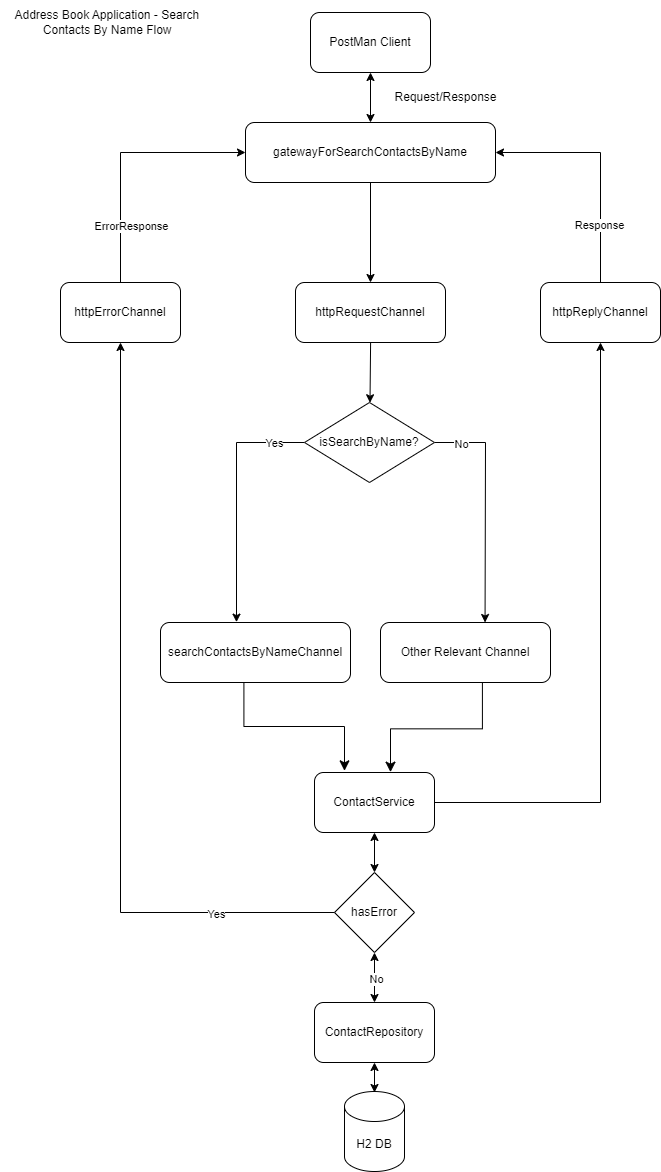 Address Book Application - Search
Contacts By Name Flow
PostMan Client
Request/Response
gatewayForSearchContactsByName
ErrorResponse
Response
httpErrorChannel
httpRequestChannel
httpReplyChannel
isSearchByName?
Yes
No
searchContactsByNameChannel
Other Relevant Channel
ContactService
hasError
Yes
No
ContactRepository
H2 DB